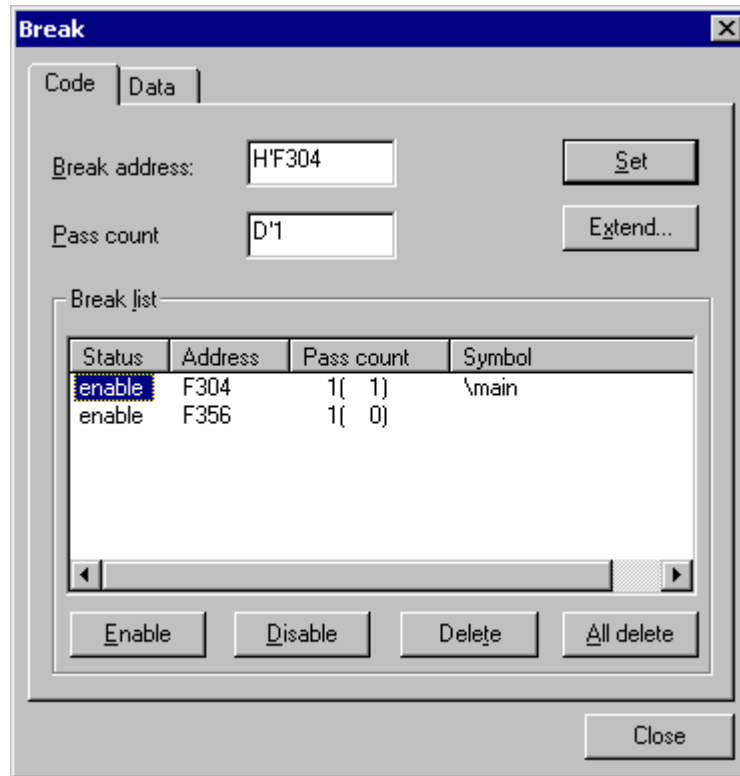 Break
Code Data
Break address: H'F304 Set
Pass count D'1 Extend...
Break list
Status Address Pass count Symbol
enable F304 1( 1) \main
enable F356 1( 0)
Enable Disable Delete All delete
Close